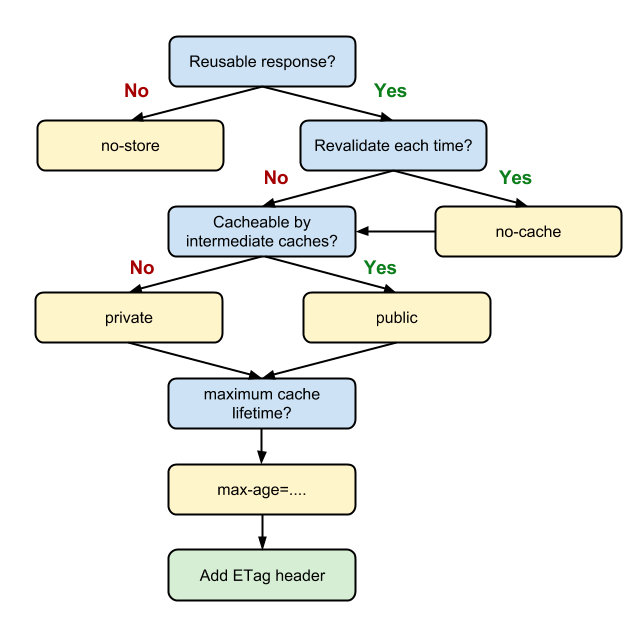 Reusable response?
No
Yes
no-store
Revalidate each time?
No
Yes
Cacheable by
intermediate caches?
no-cache
No
Yes
private
public
maximum cache
lifetime?
max-age=....
Add ETag header